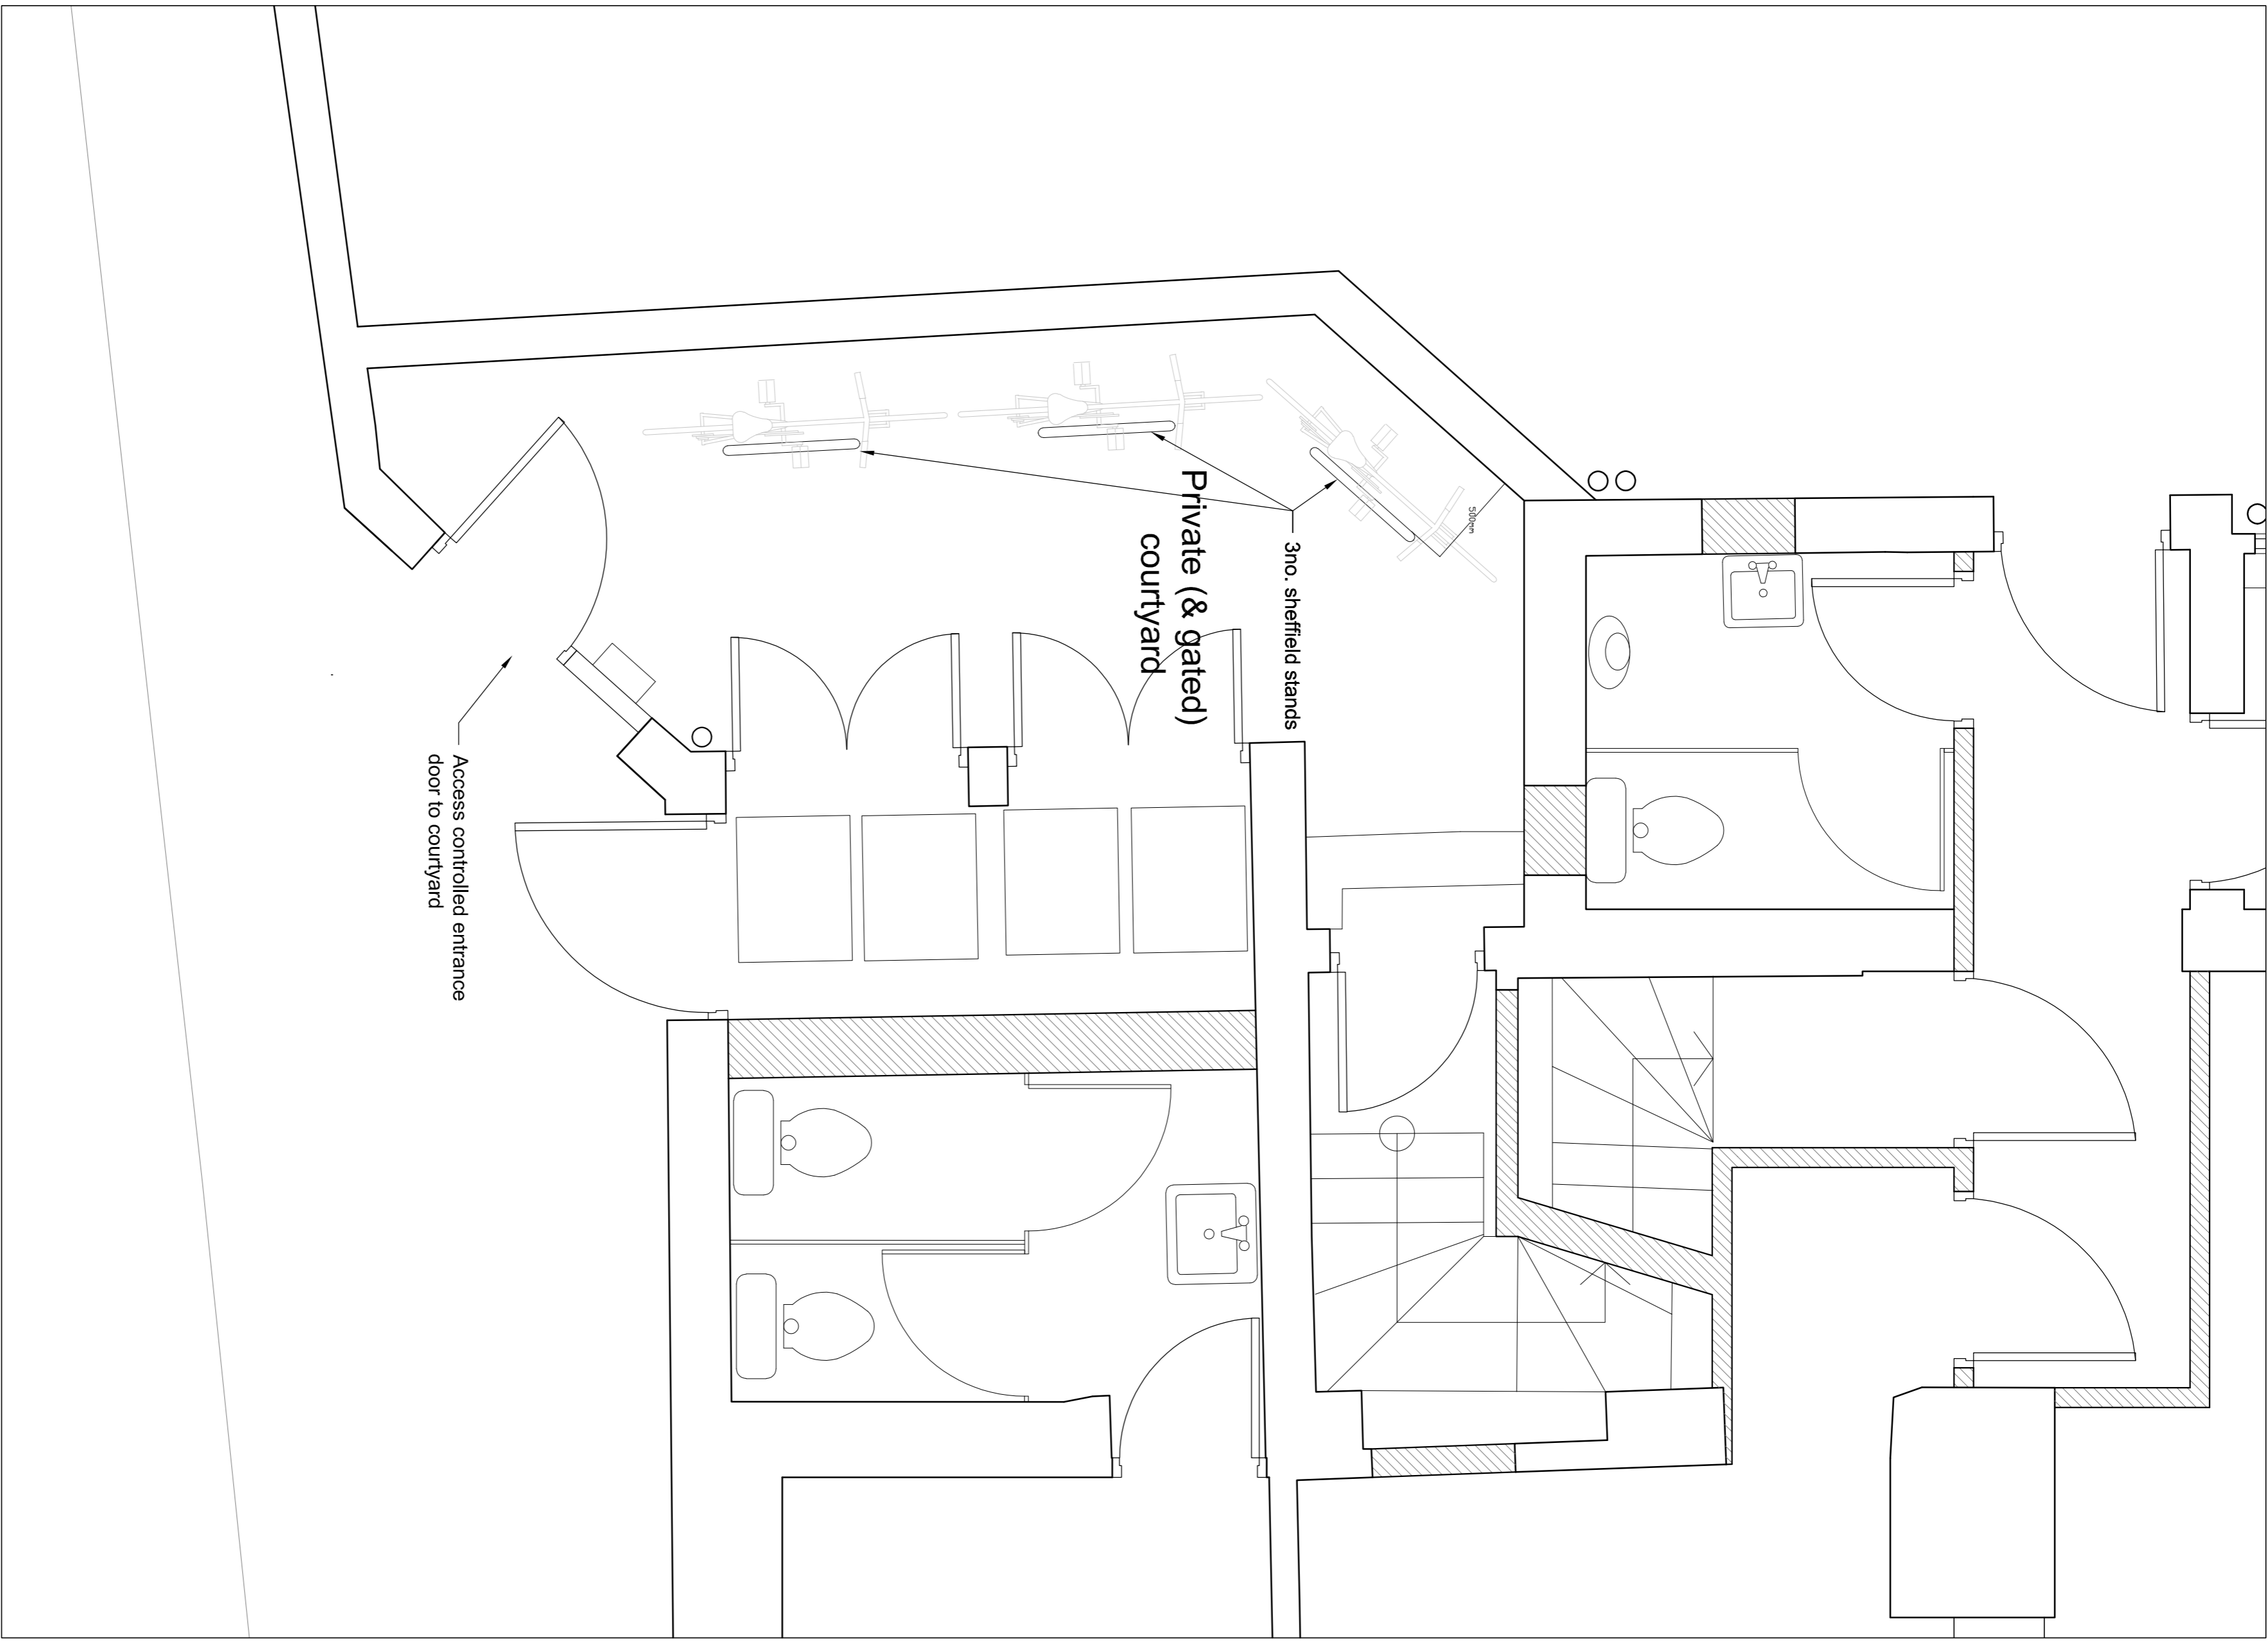 500mm
3no. sheffield stands
Private (& gated)
courtyard
Access controlled entrance
door to courtyard